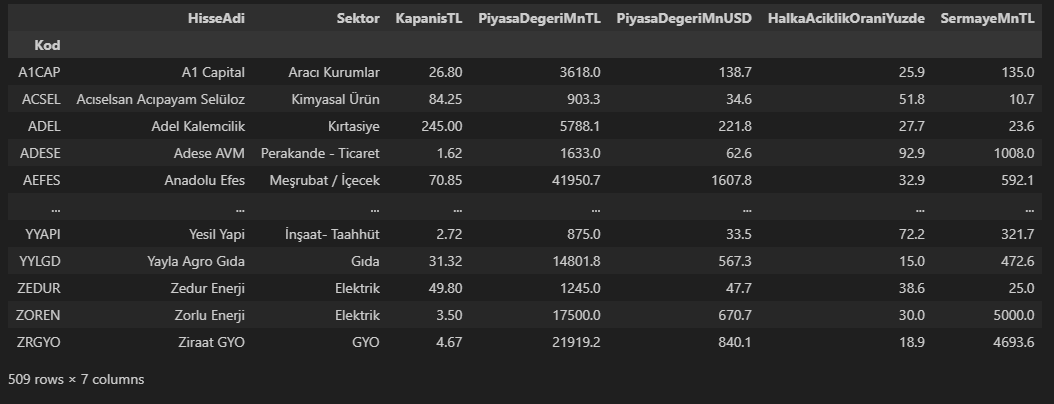 HisseAdi Sektor KapanisTL PiyasaDegeriMnTL PiyasaDegeriMnUSD HalkaAciklikOraniYuzde SermayeMnTL
Kod
A1CAP A1 Capital Aracı Kurumlar 26.80 3618.0 138.7 25.9 135.0
ACSEL Acıselsan Acıpayam Selüloz Kimyasal Ürün 84.25 903.3 34.6 51.8 10.7
ADEL Adel Kalemcilik Kırtasiye 245.00 5788.1 221.8 27.7 23.6
ADESE Adese AVM Perakande - Ticaret 1.62 1633.0 62.6 92.9 1008.0
AEFES Anadolu Efes Meşrubat / İçecek 70.85 41950.7 1607.8 32.9 592.1
... ... ... ... ... ... ... ...
YYAPI Yesil Yapi İnşaat- Taahhüt 2.72 875.0 33.5 72.2 321.7
YYLGD Yayla Agro Gıda Gıda 31.32 14801.8 567.3 15.0 472.6
ZEDUR Zedur Enerji Elektrik 49.80 1245.0 47.7 38.6 25.0
ZOREN Zorlu Enerji Elektrik 3.50 17500.0 670.7 30.0 5000.0
ZRGYO Ziraat GYO GYO 4.67 21919.2 840.1 18.9 4693.6
509 rows × 7 columns